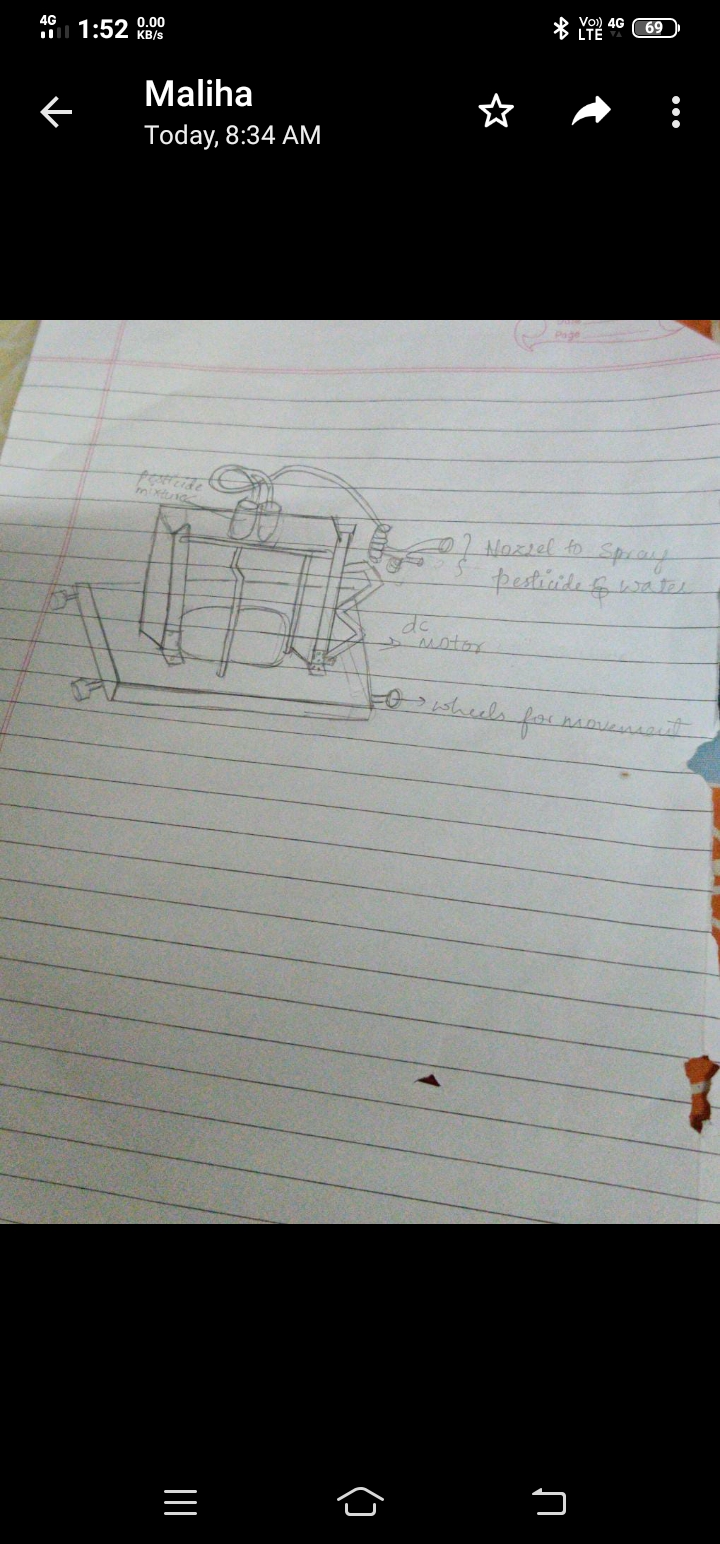 4G 1:52 0.00 KB/s Vo)) LTE 4G 69
Maliha
Today, 8:34 AM
Page
pesticide
mixture
Nozzel to spray
pesticide & water
dc
motor
wheels for movement